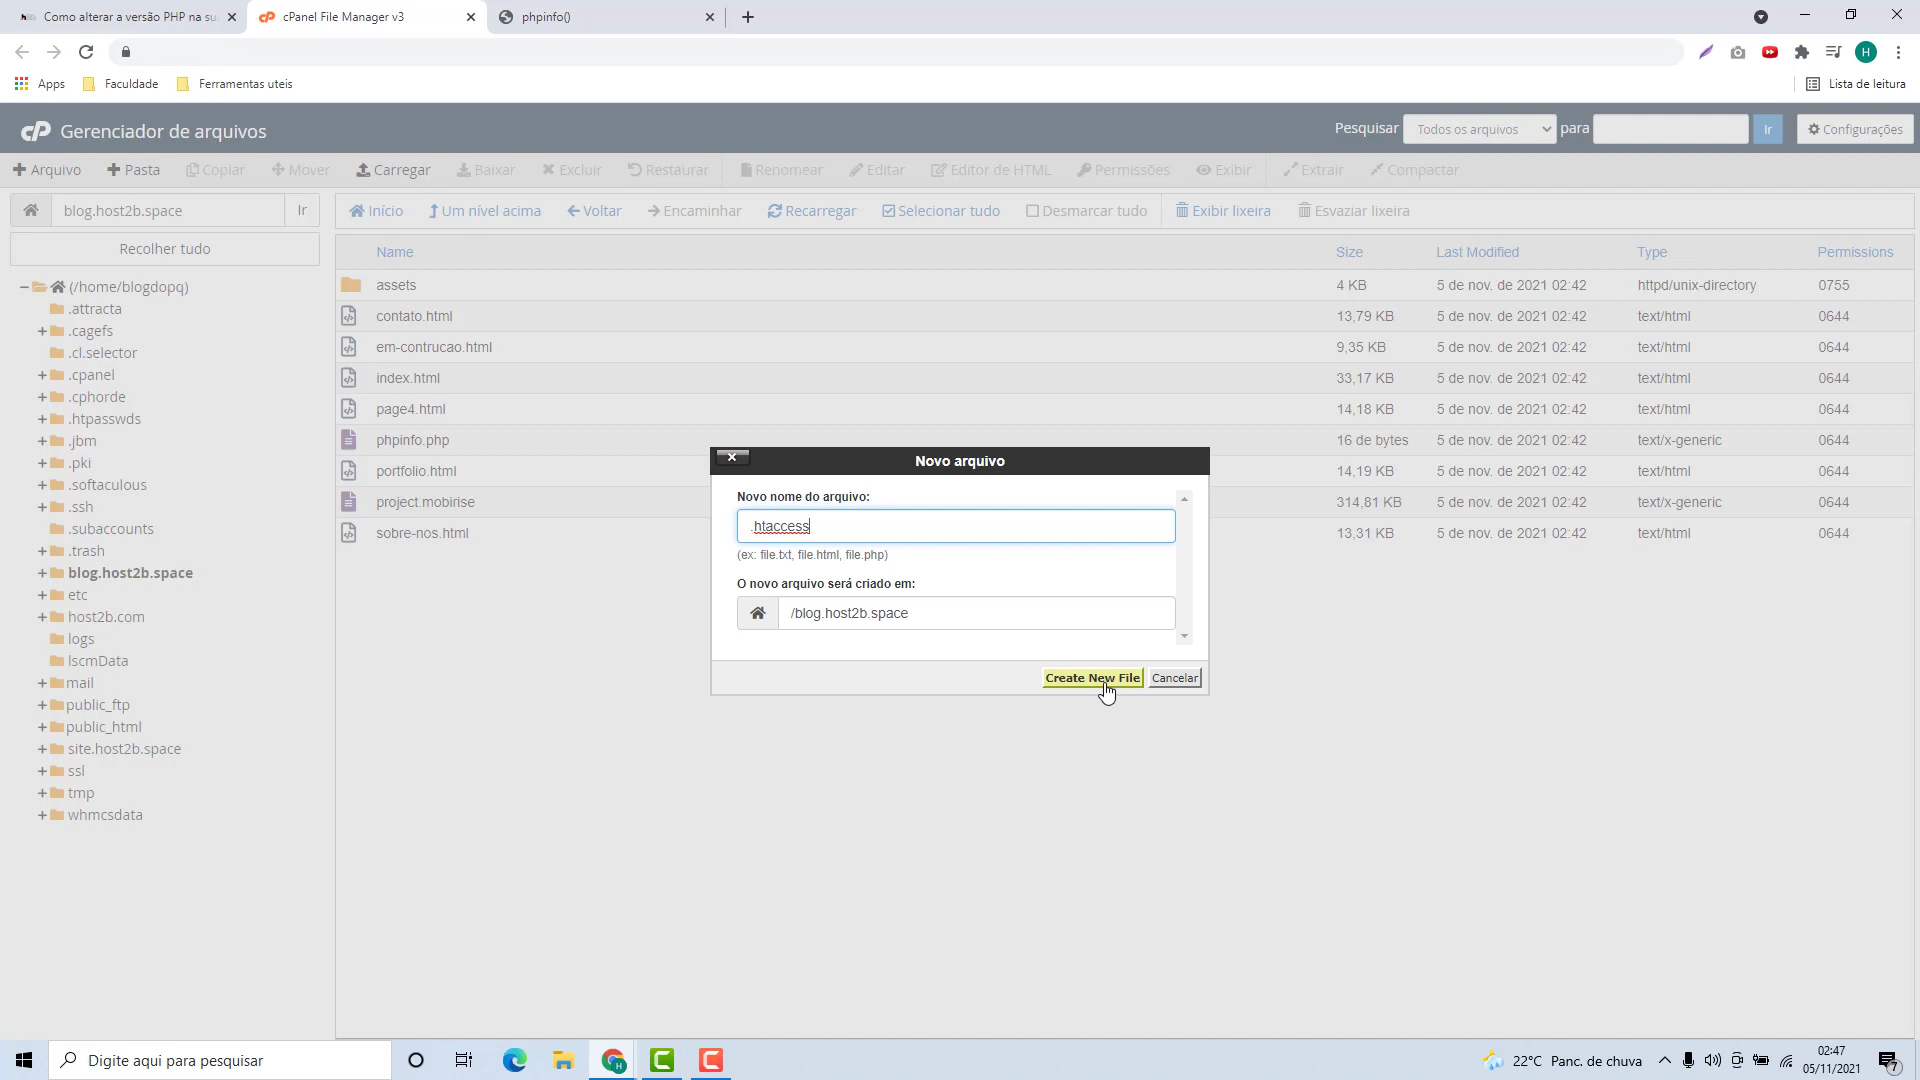 Como alterar a versão PHP na su
cPanel File Manager v3
phpinfo()
Apps
Faculdade
Ferramentas uteis
Lista de leitura
H
cP Gerenciador de arquivos
Pesquisar
Todos os arquivos
para
Ir
Configurações
Arquivo
Pasta
Copiar
Mover
Carregar
Baixar
Excluir
Restaurar
Renomear
Editar
Editor de HTML
Permissões
Exibir
Extrair
Compactar
blog.host2b.space
Ir
Início
Um nível acima
Voltar
Encaminhar
Recarregar
Selecionar tudo
Desmarcar tudo
Exibir lixeira
Esvaziar lixeira
Recolher tudo
(/home/blogdopq)
.attracta
.cagefs
.cl.selector
.cpanel
.cphorde
.htpasswds
.jbm
.pki
.softaculous
.ssh
.subaccounts
.trash
blog.host2b.space
etc
host2b.com
logs
lscmData
mail
public_ftp
public_html
site.host2b.space
ssl
tmp
whmcsdata
Name Size Last Modified Type Permissions
assets 4 KB 5 de nov. de 2021 02:42 httpd/unix-directory 0755
contato.html 13,79 KB 5 de nov. de 2021 02:42 text/html 0644
em-contrucao.html 9,35 KB 5 de nov. de 2021 02:42 text/html 0644
index.html 33,17 KB 5 de nov. de 2021 02:42 text/html 0644
page4.html 14,18 KB 5 de nov. de 2021 02:42 text/html 0644
phpinfo.php 16 de bytes 5 de nov. de 2021 02:42 text/x-generic 0644
portfolio.html 14,19 KB 5 de nov. de 2021 02:42 text/html 0644
project.mobirise 314,81 KB 5 de nov. de 2021 02:42 text/x-generic 0644
sobre-nos.html 13,31 KB 5 de nov. de 2021 02:42 text/html 0644
Novo arquivo
Novo nome do arquivo:
.htaccess
(ex: file.txt, file.html, file.php)
O novo arquivo será criado em:
/blog.host2b.space
Create New File
Cancelar
Digite aqui para pesquisar
22°C Panc. de chuva
02:47
05/11/2021
7